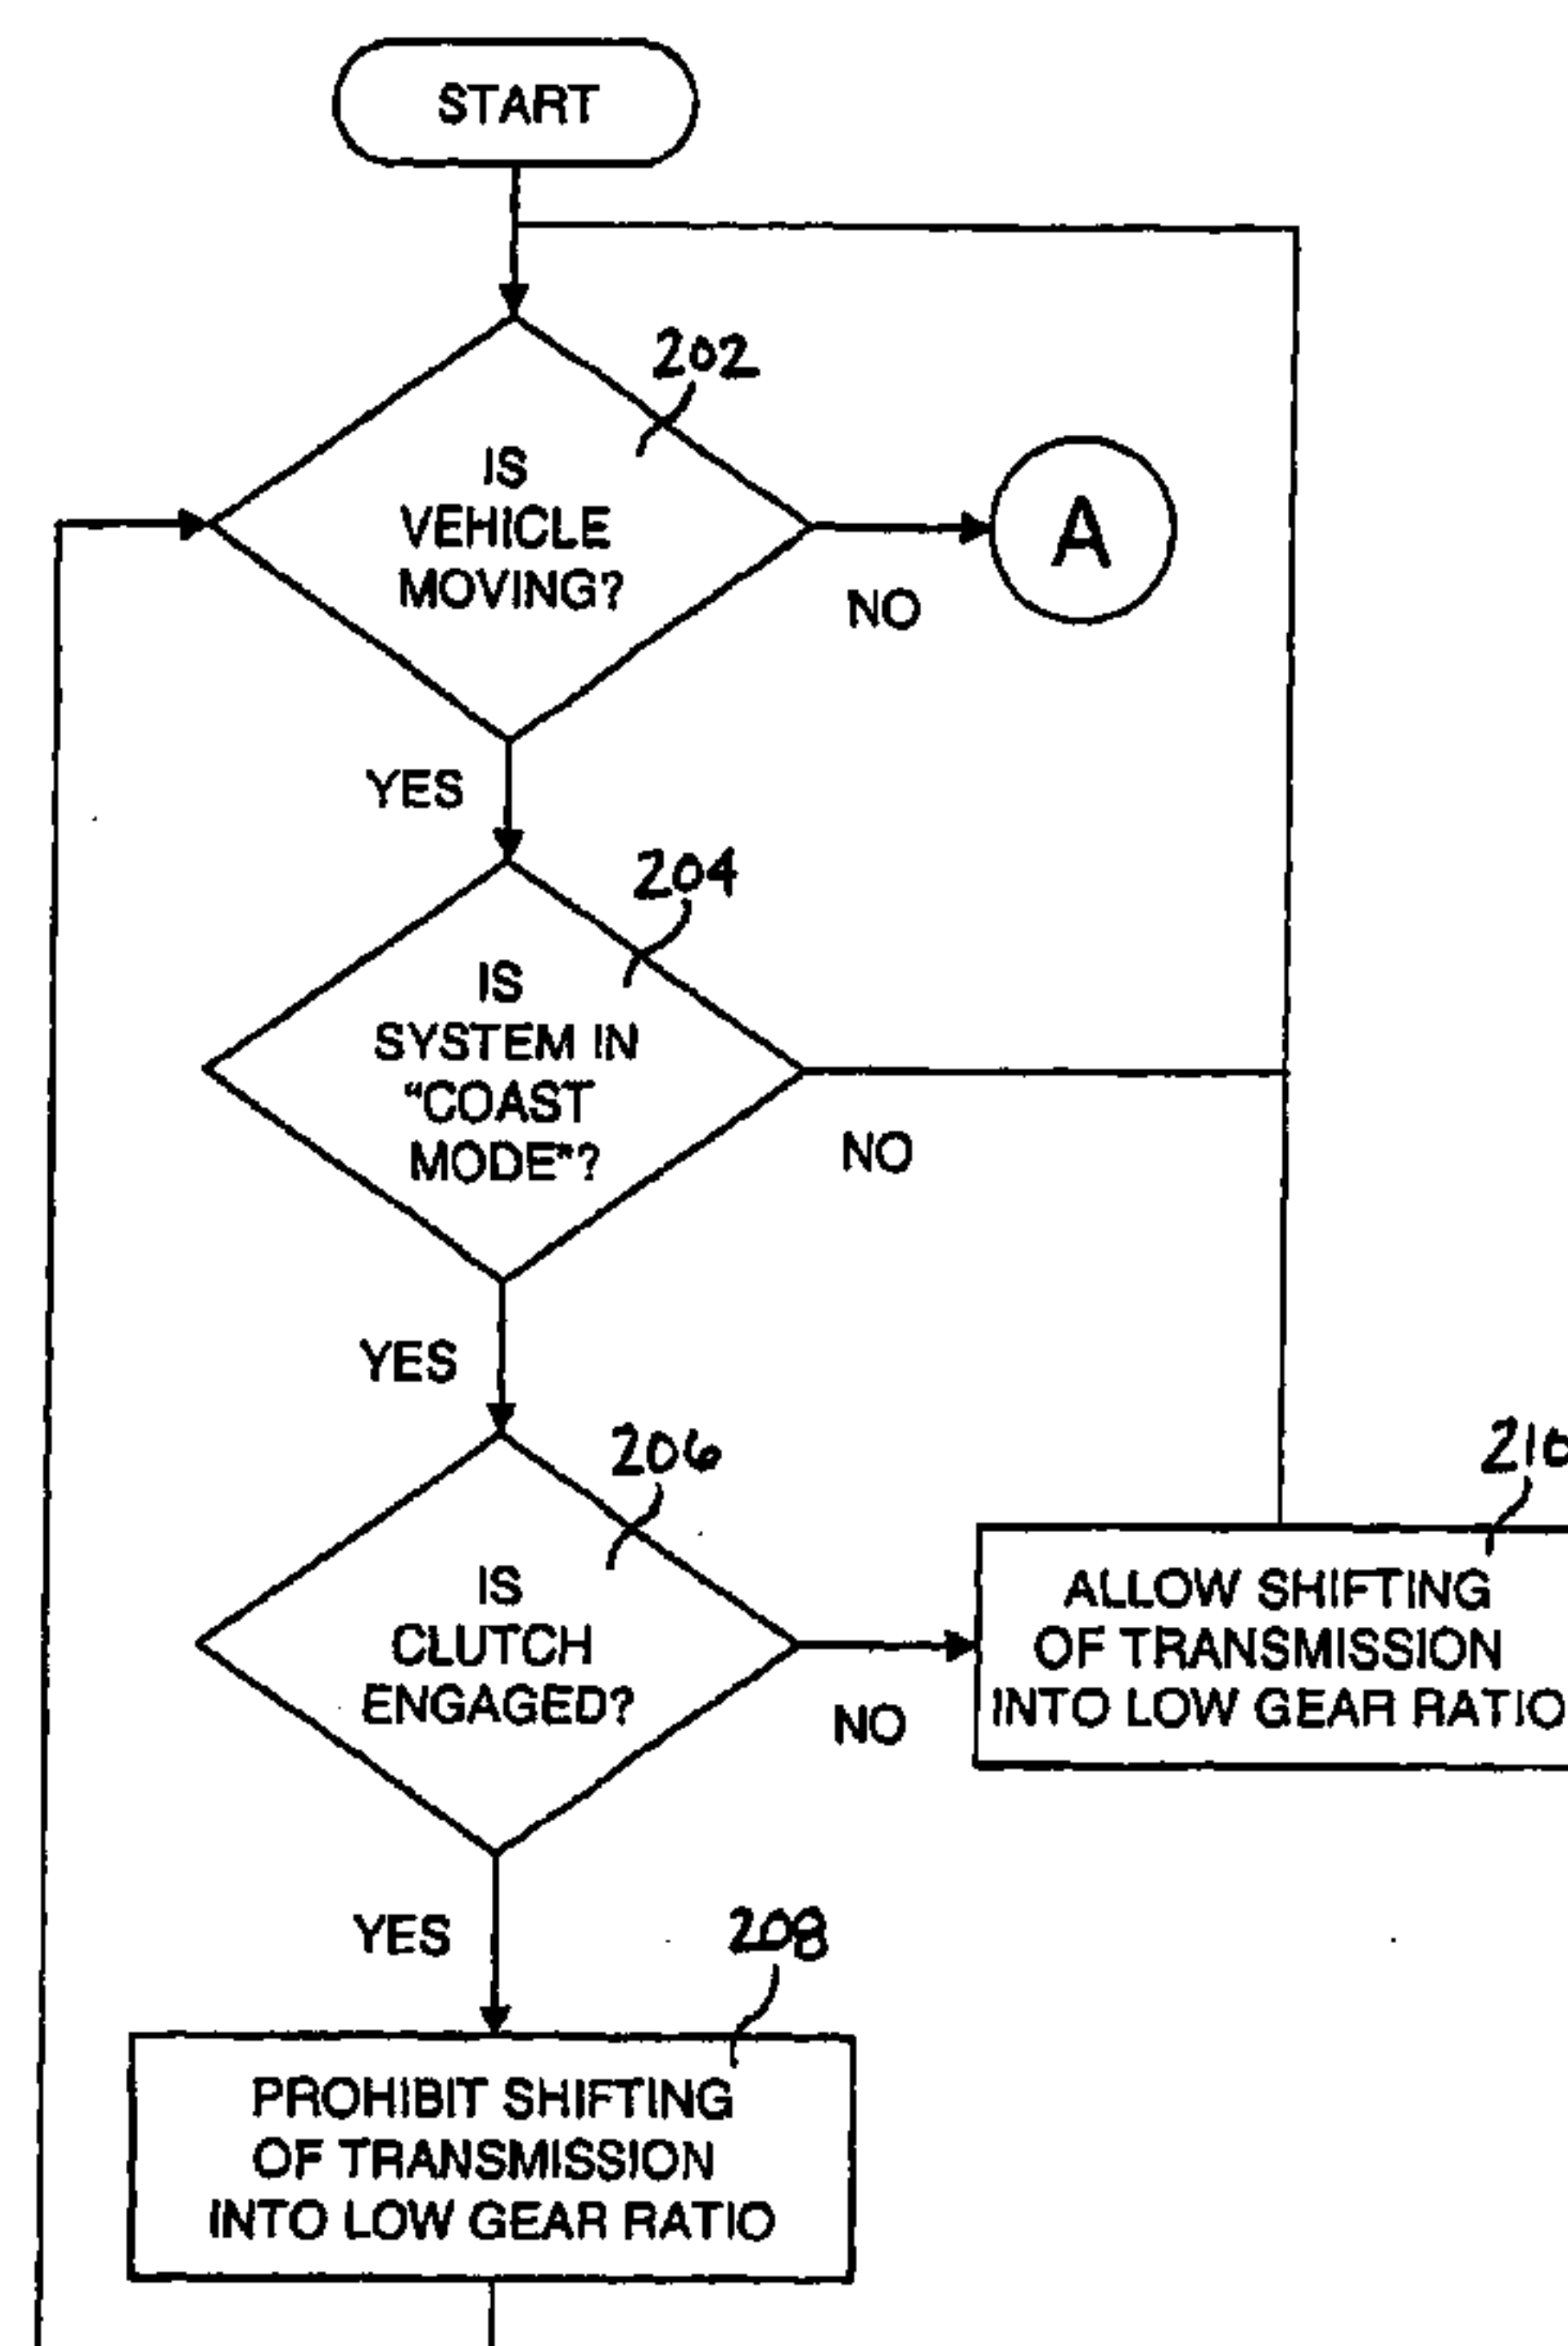 START
202
IS
VEHICLE
MOVING?
NO
A
YES
204
IS
SYSTEM IN
“COAST
MODE”?
NO
YES
206
IS
CLUTCH
ENGAGED?
NO
ALLOW SHIFTING
OF TRANSMISSION
INTO LOW GEAR RATIO
YES
208
PROHIBIT SHIFTING
OF TRANSMISSION
INTO LOW GEAR RATIO